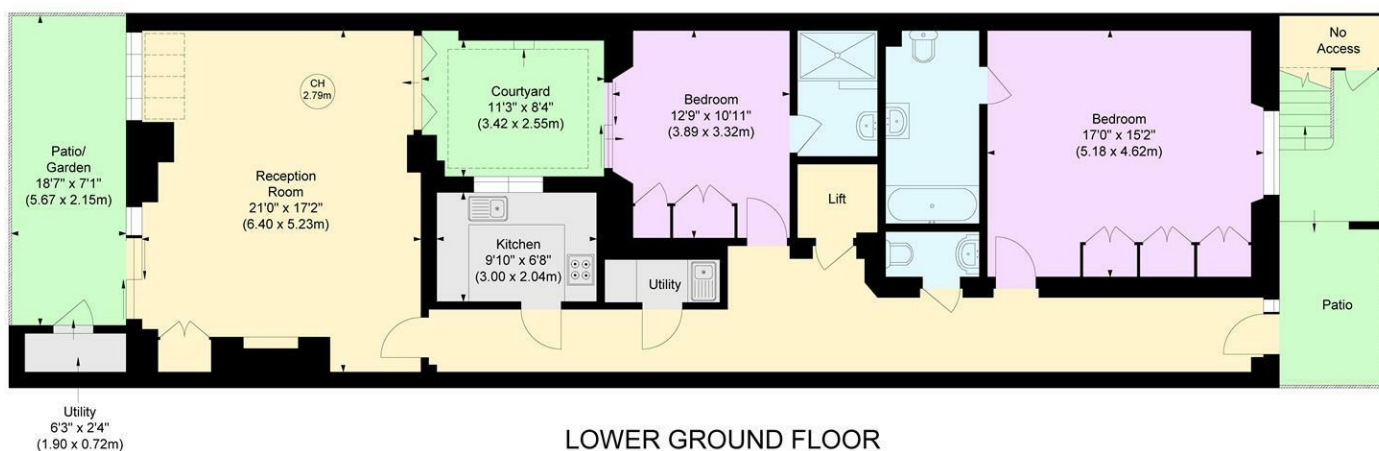 Patio/
Garden
18'7" x 7'1"
(5.67 x 2.15m)
CH
2.79m
Reception
Room
21'0" x 17'2"
(6.40 x 5.23m)
Courtyard
11'3" x 8'4"
(3.42 x 2.55m)
Kitchen
9'10" x 6'8"
(3.00 x 2.04m)
Bedroom
12'9" x 10'11"
(3.89 x 3.32m)
Utility
Lift
Bedroom
17'0" x 15'2"
(5.18 x 4.62m)
No
Access
Patio
Utility
6'3" x 2'4"
(1.90 x 0.72m)
LOWER GROUND FLOOR